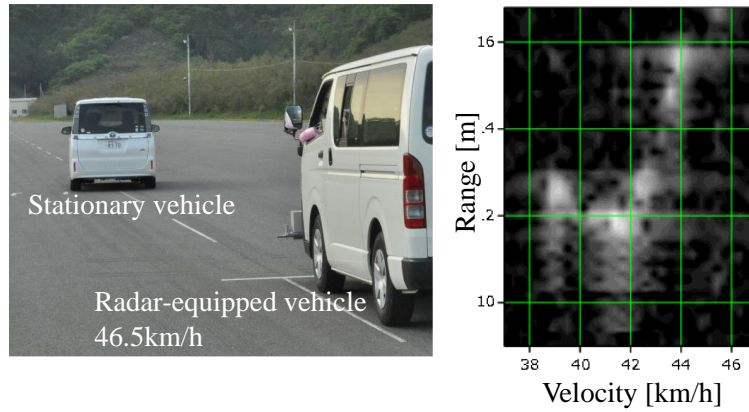 Stationary vehicle
Radar-equipped vehicle
46.5km/h
Range [m]
16
.4
.2
10
38
40
42
44
46
Velocity [km/h]